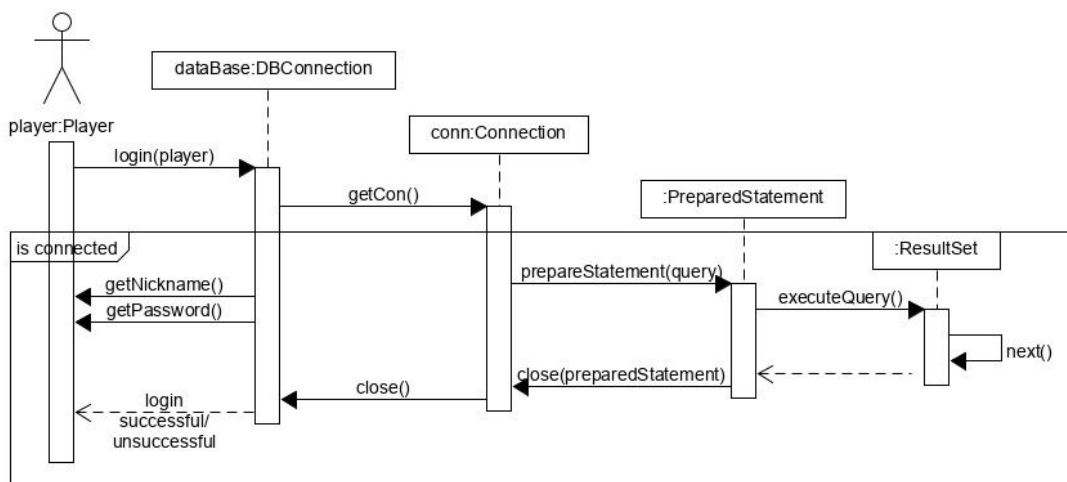 dataBase:DBConnection
player:Player
conn:Connection
login(player)
:PreparedStatement
getCon()
is connected
:ResultSet
prepareStatement(query)
getNickname()
executeQuery()
getPassword()
next()
close(preparedStatement)
close()
login
successful/
unsuccessful